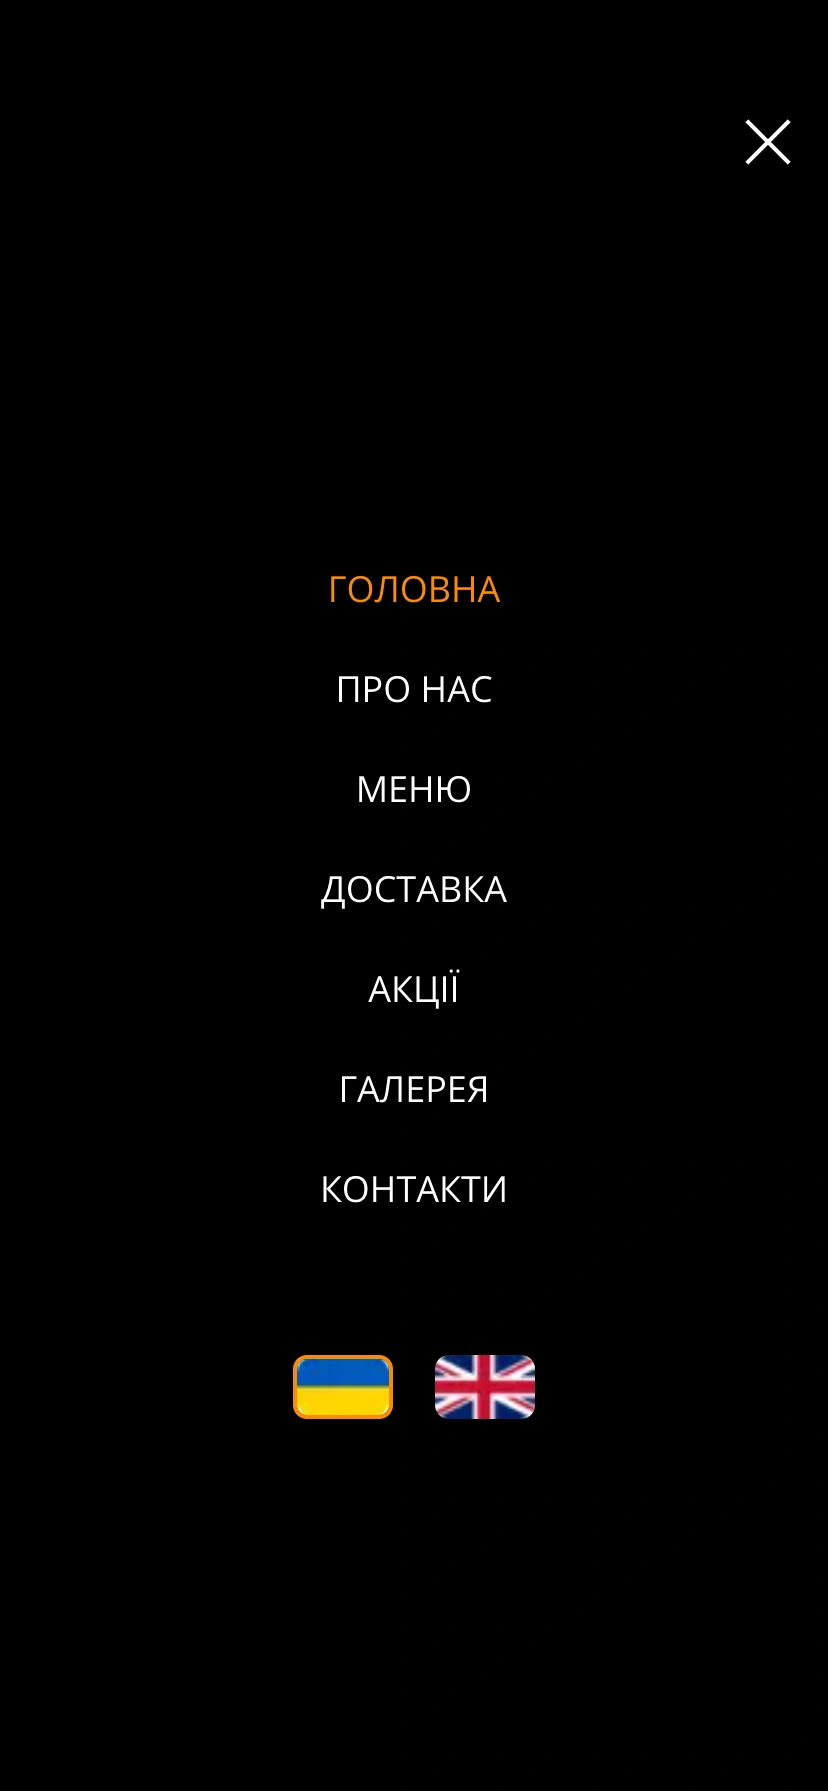 ГОЛОВНА
ПРО НАС
МЕНЮ
ДОСТАВКА
АКЦІЇ
ГАЛЕРЕЯ
КОНТАКТИ